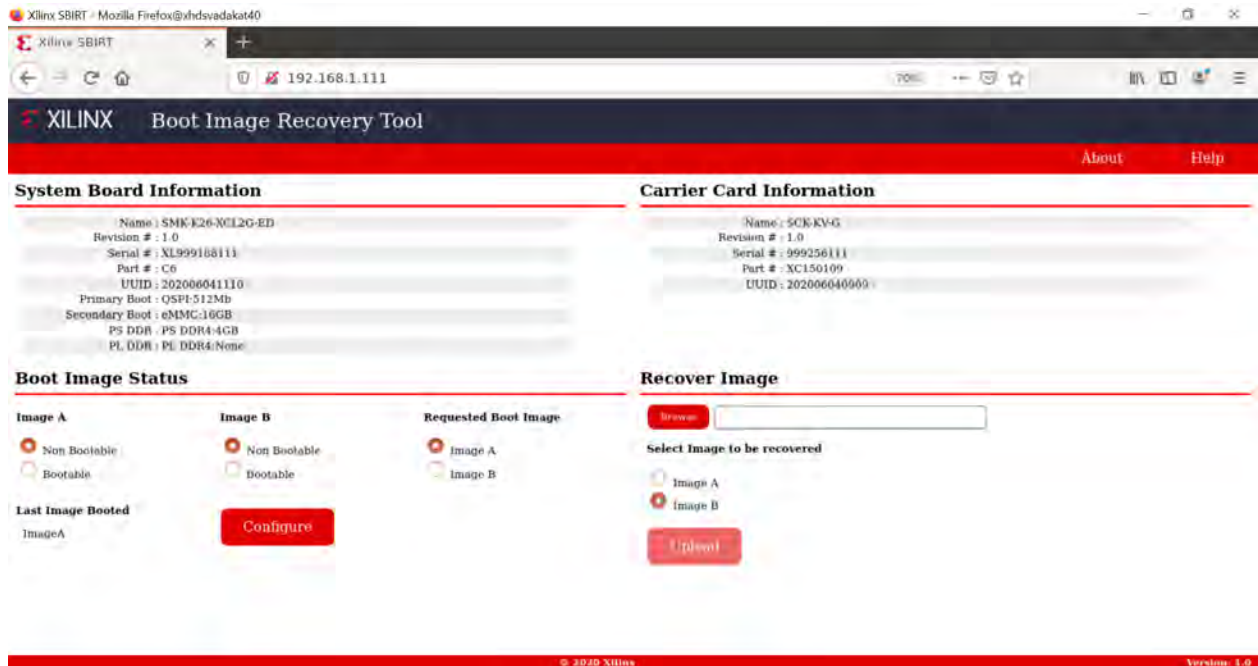 Xilinx SBIRT - Mozilla Firefox@xhdsvadakat40
Xilinx SBIRT
192.168.1.111
70%
XILINX Boot Image Recovery Tool
About Help
System Board Information
Name : SMK-K26-XCL2G-ED
Revision # : 1.0
Serial # : XL999188111
Part # : C6
UUID : 202006041110
Primary Boot : QSPI:512Mb
Secondary Boot : eMMC:16GB
PS DDR : PS DDR4:4GB
PL DDR : PL DDR4:None
Carrier Card Information
Name : SCK-KV-G
Revision # : 1.0
Serial # : 999256111
Part # : XC150109
UUID : 202006040909
Boot Image Status
Image A Image B Requested Boot Image
Non Bootable Non Bootable Image A
Bootable Bootable Image B
Last Image Booted
ImageA
Configure
Recover Image
Browse
Select Image to be recovered
Image A
Image B
Upload
© 2020 Xilinx Version: 1.0